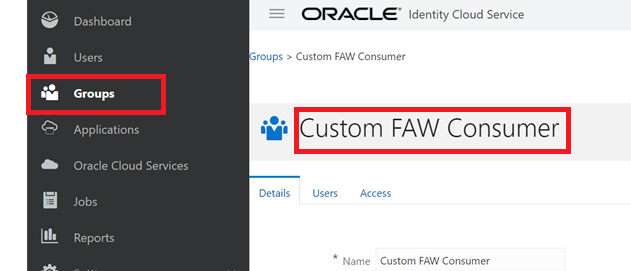 Dashboard
Users
Groups
Applications
Oracle Cloud Services
Jobs
Reports
ORACLE® Identity Cloud Service
Groups > Custom FAW Consumer
Custom FAW Consumer
Details Users Access
* Name Custom FAW Consumer